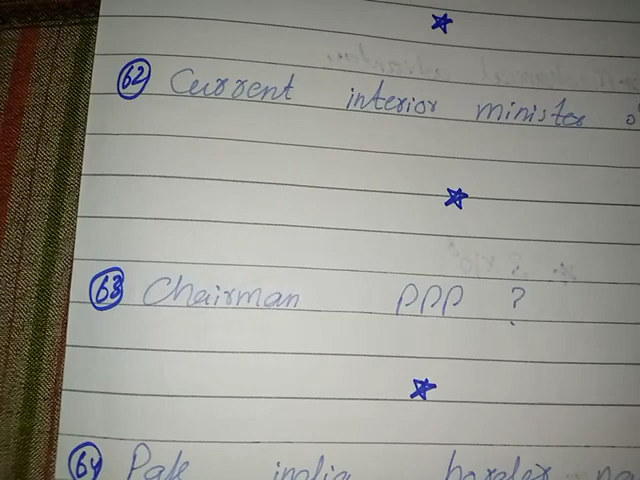 62 Current interior minister
63 Chairman PPP ?
64 Pak india border